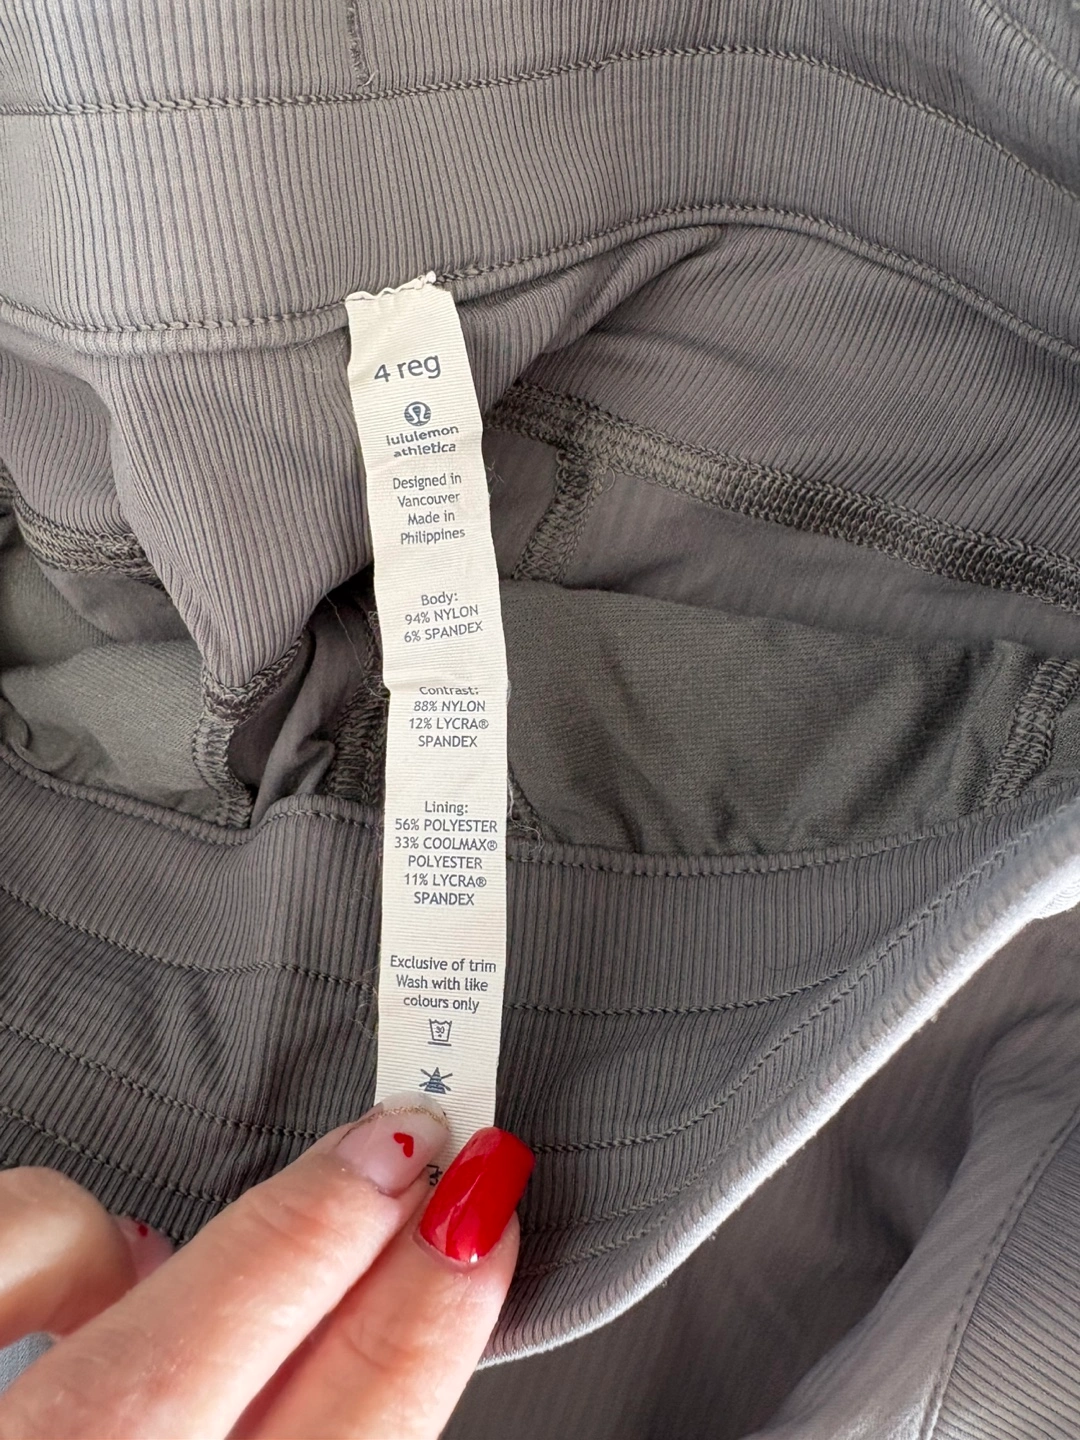 4 reg
lululemon
athletica
Designed in
Vancouver
Made in
Philippines
Body:
94% NYLON
6% SPANDEX
Contrast:
88% NYLON
12% LYCRA®
SPANDEX
Lining:
56% POLYESTER
33% COOLMAX®
POLYESTER
11% LYCRA®
SPANDEX
Exclusive of trim
Wash with like
colours only
30